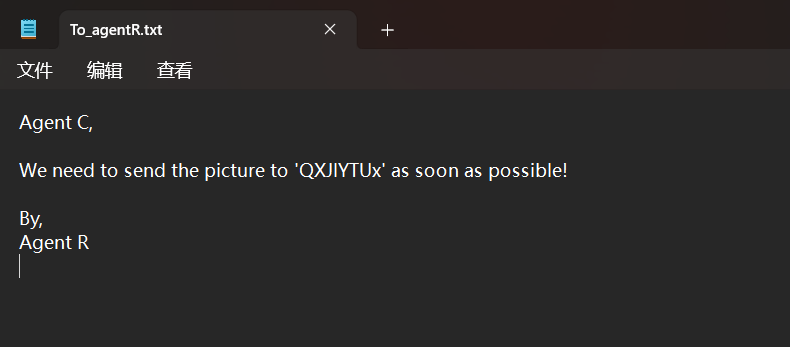 To_agentR.txt
文件 编辑 查看
Agent C,
We need to send the picture to 'QXJlYTUx' as soon as possible!
By,
Agent R